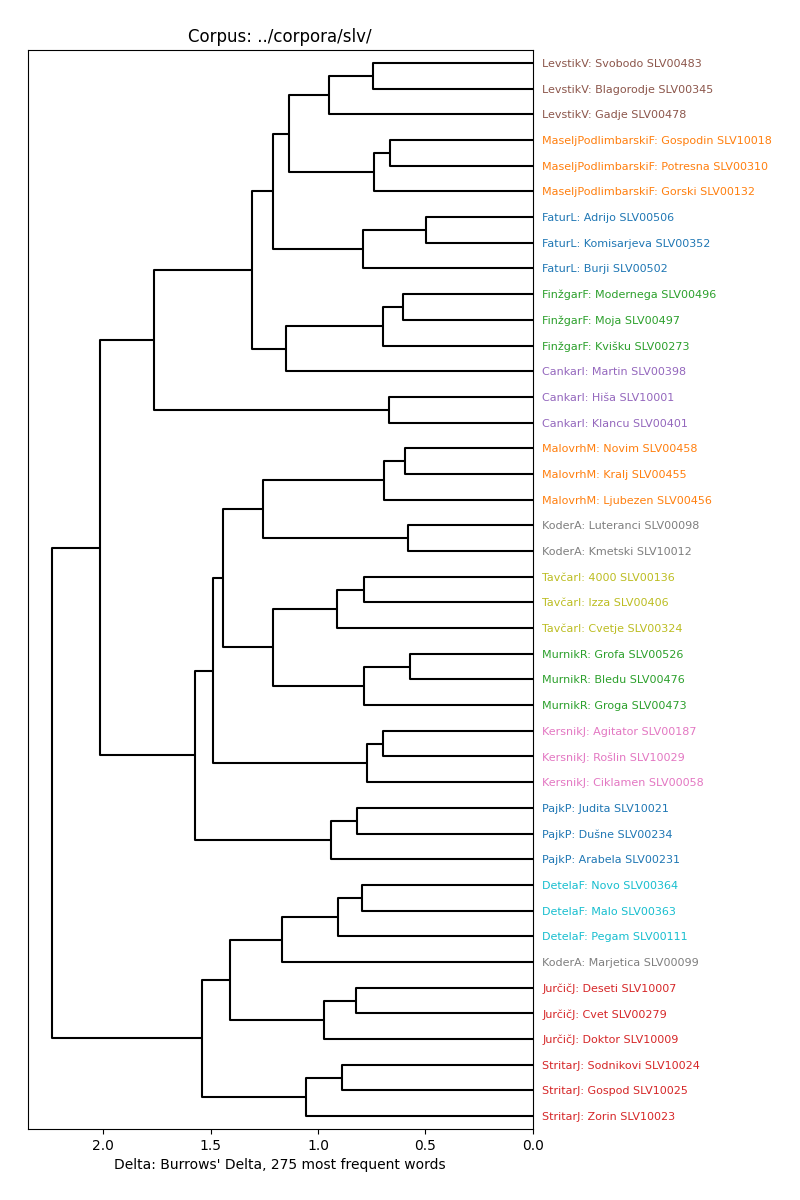 Corpus: ../corpora/slv/
LevstikV: Svobodo SLV00483
LevstikV: Blagorodje SLV00345
LevstikV: Gadje SLV00478
MaseljPodlimbarskiF: Gospodin SLV10018
MaseljPodlimbarskiF: Potresna SLV00310
MaseljPodlimbarskiF: Gorski SLV00132
FaturL: Adrijo SLV00506
FaturL: Komisarjeva SLV00352
FaturL: Burji SLV00502
FinžgarF: Modernega SLV00496
FinžgarF: Moja SLV00497
FinžgarF: Kvišku SLV00273
CankarI: Martin SLV00398
CankarI: Hiša SLV10001
CankarI: Klancu SLV00401
MalovrhM: Novim SLV00458
MalovrhM: Kralj SLV00455
MalovrhM: Ljubezen SLV00456
KoderA: Luteranci SLV00098
KoderA: Kmetski SLV10012
TavčarI: 4000 SLV00136
TavčarI: Izza SLV00406
TavčarI: Cvetje SLV00324
MurnikR: Grofa SLV00526
MurnikR: Bledu SLV00476
MurnikR: Groga SLV00473
KersnikJ: Agitator SLV00187
KersnikJ: Rošlin SLV10029
KersnikJ: Ciklamen SLV00058
PajkP: Judita SLV10021
PajkP: Dušne SLV00234
PajkP: Arabela SLV00231
DetelaF: Novo SLV00364
DetelaF: Malo SLV00363
DetelaF: Pegam SLV00111
KoderA: Marjetica SLV00099
JurčičJ: Deseti SLV10007
JurčičJ: Cvet SLV00279
JurčičJ: Doktor SLV10009
StritarJ: Sodnikovi SLV10024
StritarJ: Gospod SLV10025
StritarJ: Zorin SLV10023
2.0 1.5 1.0 0.5 0.0
Delta: Burrows' Delta, 275 most frequent words